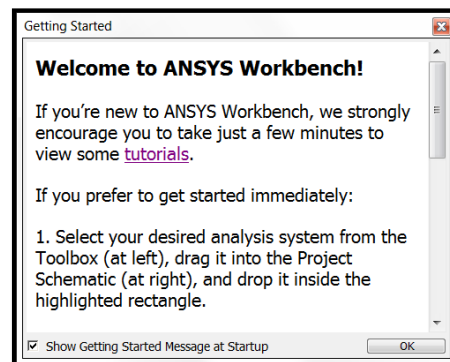 Getting Started
Welcome to ANSYS Workbench!
If you're new to ANSYS Workbench, we strongly
encourage you to take just a few minutes to
view some tutorials.
If you prefer to get started immediately:
1. Select your desired analysis system from the
Toolbox (at left), drag it into the Project
Schematic (at right), and drop it inside the
highlighted rectangle.
Show Getting Started Message at Startup
OK